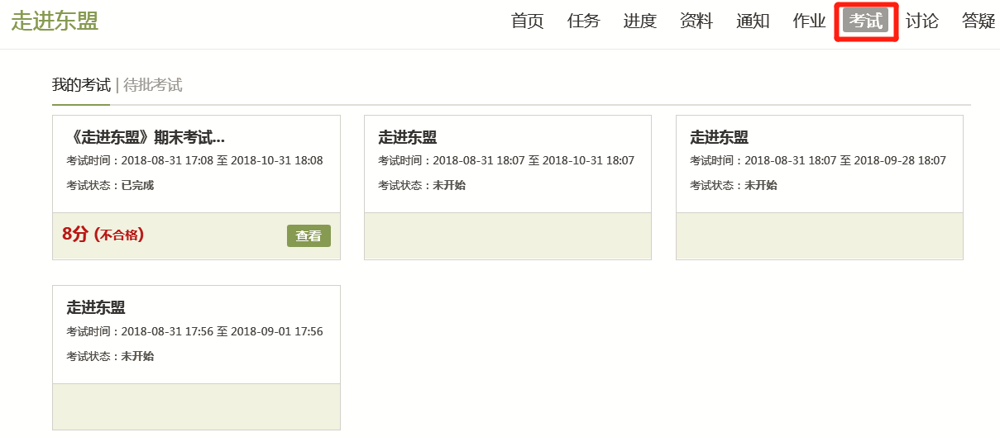 走进东盟
首页 任务 进度 资料 通知 作业 考试 讨论 答疑
我的考试 | 待批考试
《走进东盟》期末考试...
考试时间：2018-08-31 17:08 至 2018-10-31 18:08
考试状态：已完成
8分 (不合格)
查看
走进东盟
考试时间：2018-08-31 18:07 至 2018-10-31 18:07
考试状态：未开始
走进东盟
考试时间：2018-08-31 18:07 至 2018-09-28 18:07
考试状态：未开始
走进东盟
考试时间：2018-08-31 17:56 至 2018-09-01 17:56
考试状态：未开始